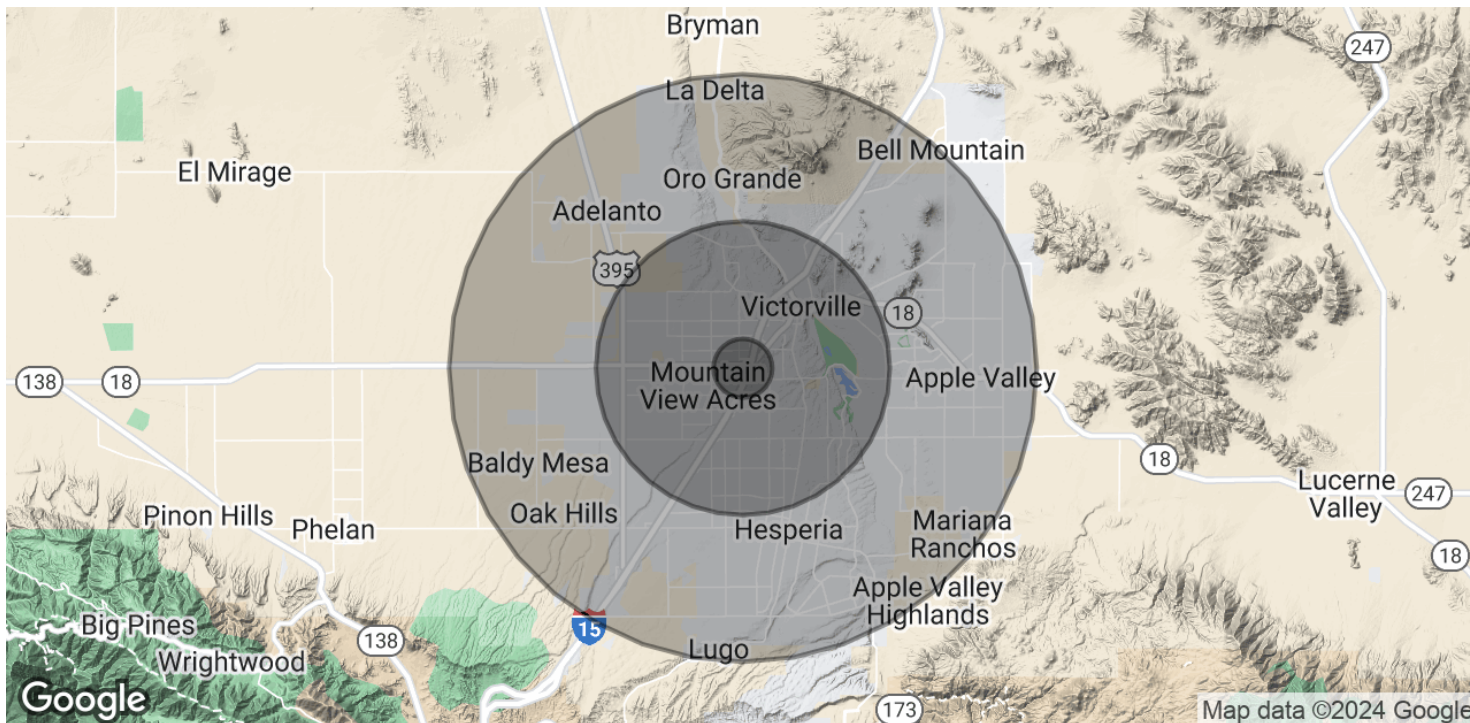 Bryman
247
La Delta
Bell Mountain
El Mirage
Oro Grande
Adelanto
395
Victorville
18
138
18
Mountain
View Acres
Apple Valley
Baldy Mesa
18
Lucerne
Valley
247
Oak Hills
Pinon Hills
Phelan
Hesperia
Mariana
Ranchos
18
Apple Valley
Highlands
Big Pines
15
138
Wrightwood
Lugo
Google
173
Map data ©2024 Google